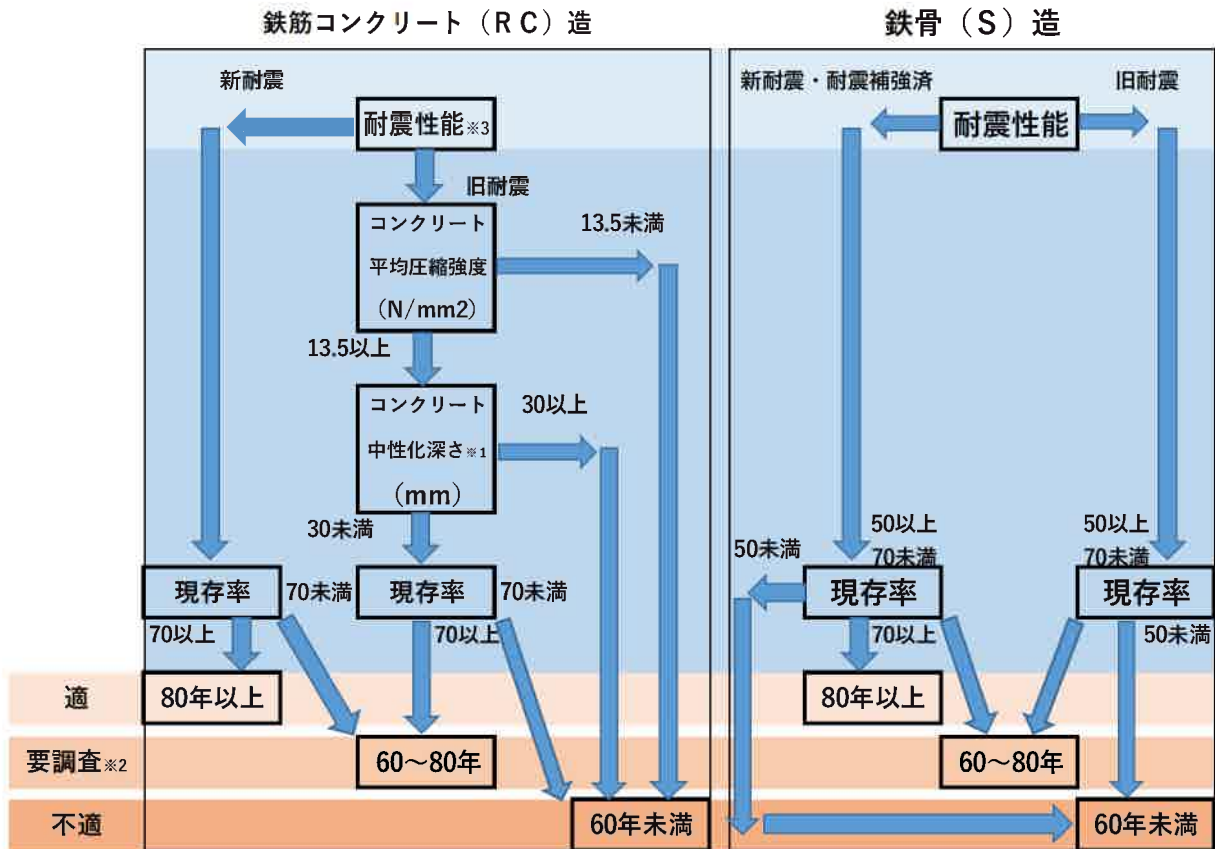 鉄筋コンクリート（ＲＣ）造
鉄骨（Ｓ）造
新耐震
耐震性能※3
旧耐震
コンクリート
平均圧縮強度
（N/mm2）
13.5未満
13.5以上
コンクリート
中性化深さ※1
（mm）
30以上
30未満
現存率
70未満
70以上
現存率
70未満
70以上
新耐震・耐震補強済
耐震性能
旧耐震
50未満
50以上
70未満
現存率
70以上
50以上
70未満
現存率
50未満
適
80年以上
80年以上
要調査※2
60～80年
60～80年
不適
60年未満
60年未満